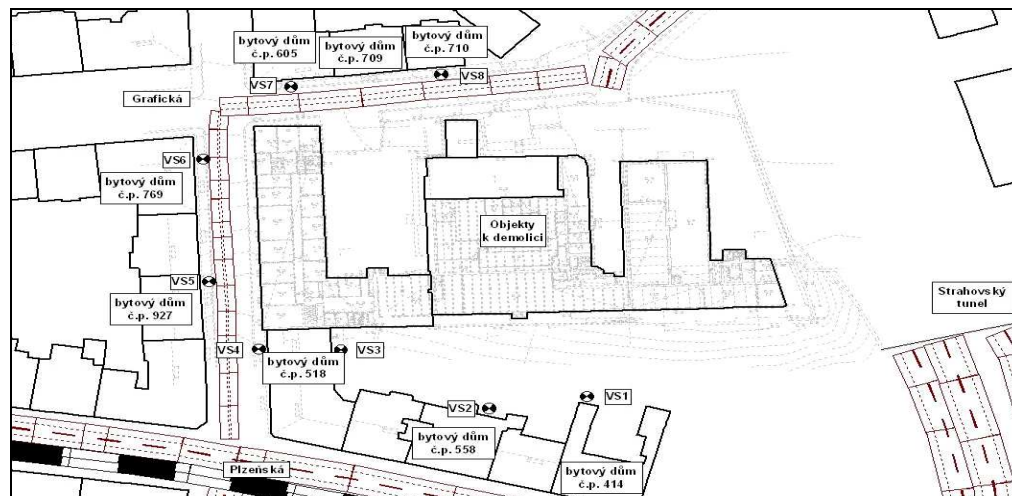 bytový dům
č.p. 605
bytový dům
č.p. 709
bytový dům
č.p. 710
VS7
VS8
Grafická
VS6
bytový dům
č.p. 769
Objekty
k demolici
VS5
bytový dům
č.p. 927
Strahovský
tunel
VS4
VS3
bytový dům
č.p. 518
VS2
VS1
bytový dům
č.p. 558
Plzeňská
bytový dům
č.p. 414